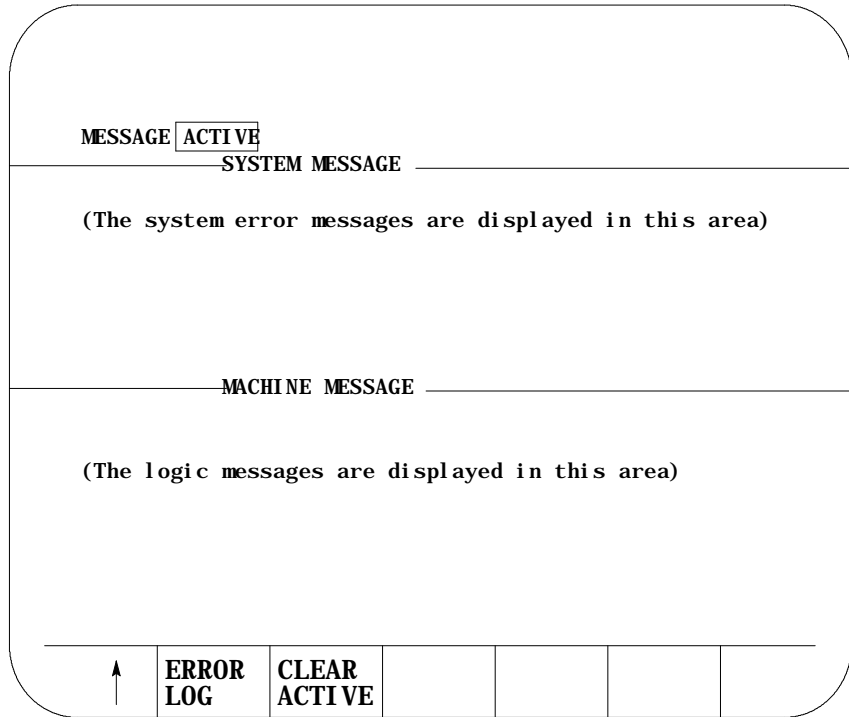 MESSAGE ACTIVE
SYSTEM MESSAGE
(The system error messages are displayed in this area)
MACHINE MESSAGE
(The logic messages are displayed in this area)
ERROR LOG
CLEAR ACTIVE